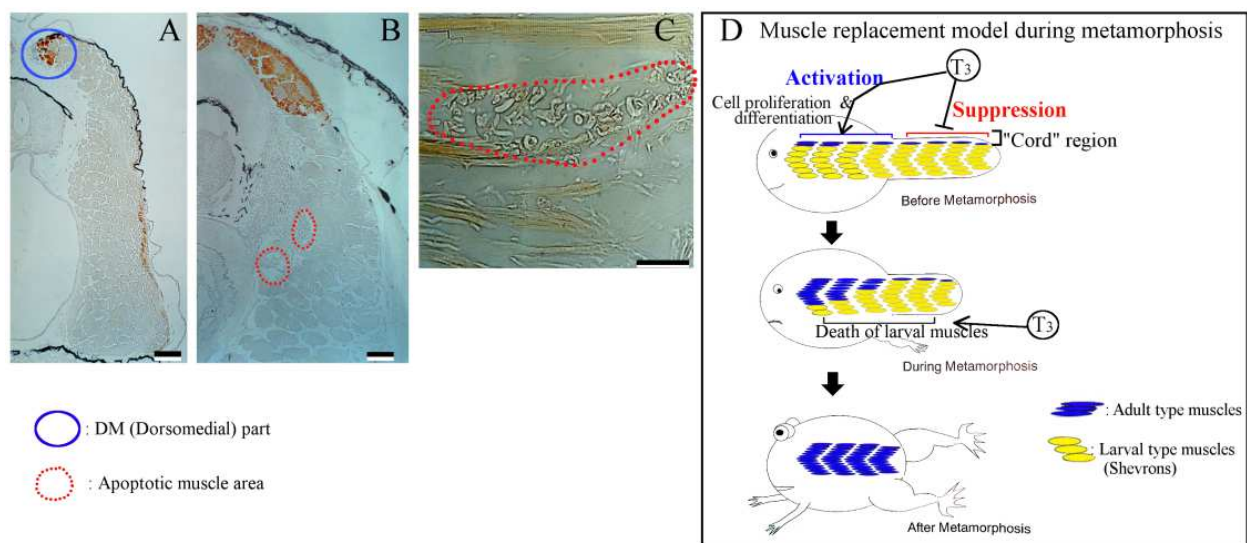 A
B
C
D Muscle replacement model during metamorphosis
T3
Activation
Cell proliferation &
differentiation
Suppression
"Cord" region
Before Metamorphosis
Death of larval muscles
T3
During Metamorphosis
: Adult type muscles
: Larval type muscles
(Shevrons)
After Metamorphosis
: DM (Dorsomedial) part
: Apoptotic muscle area